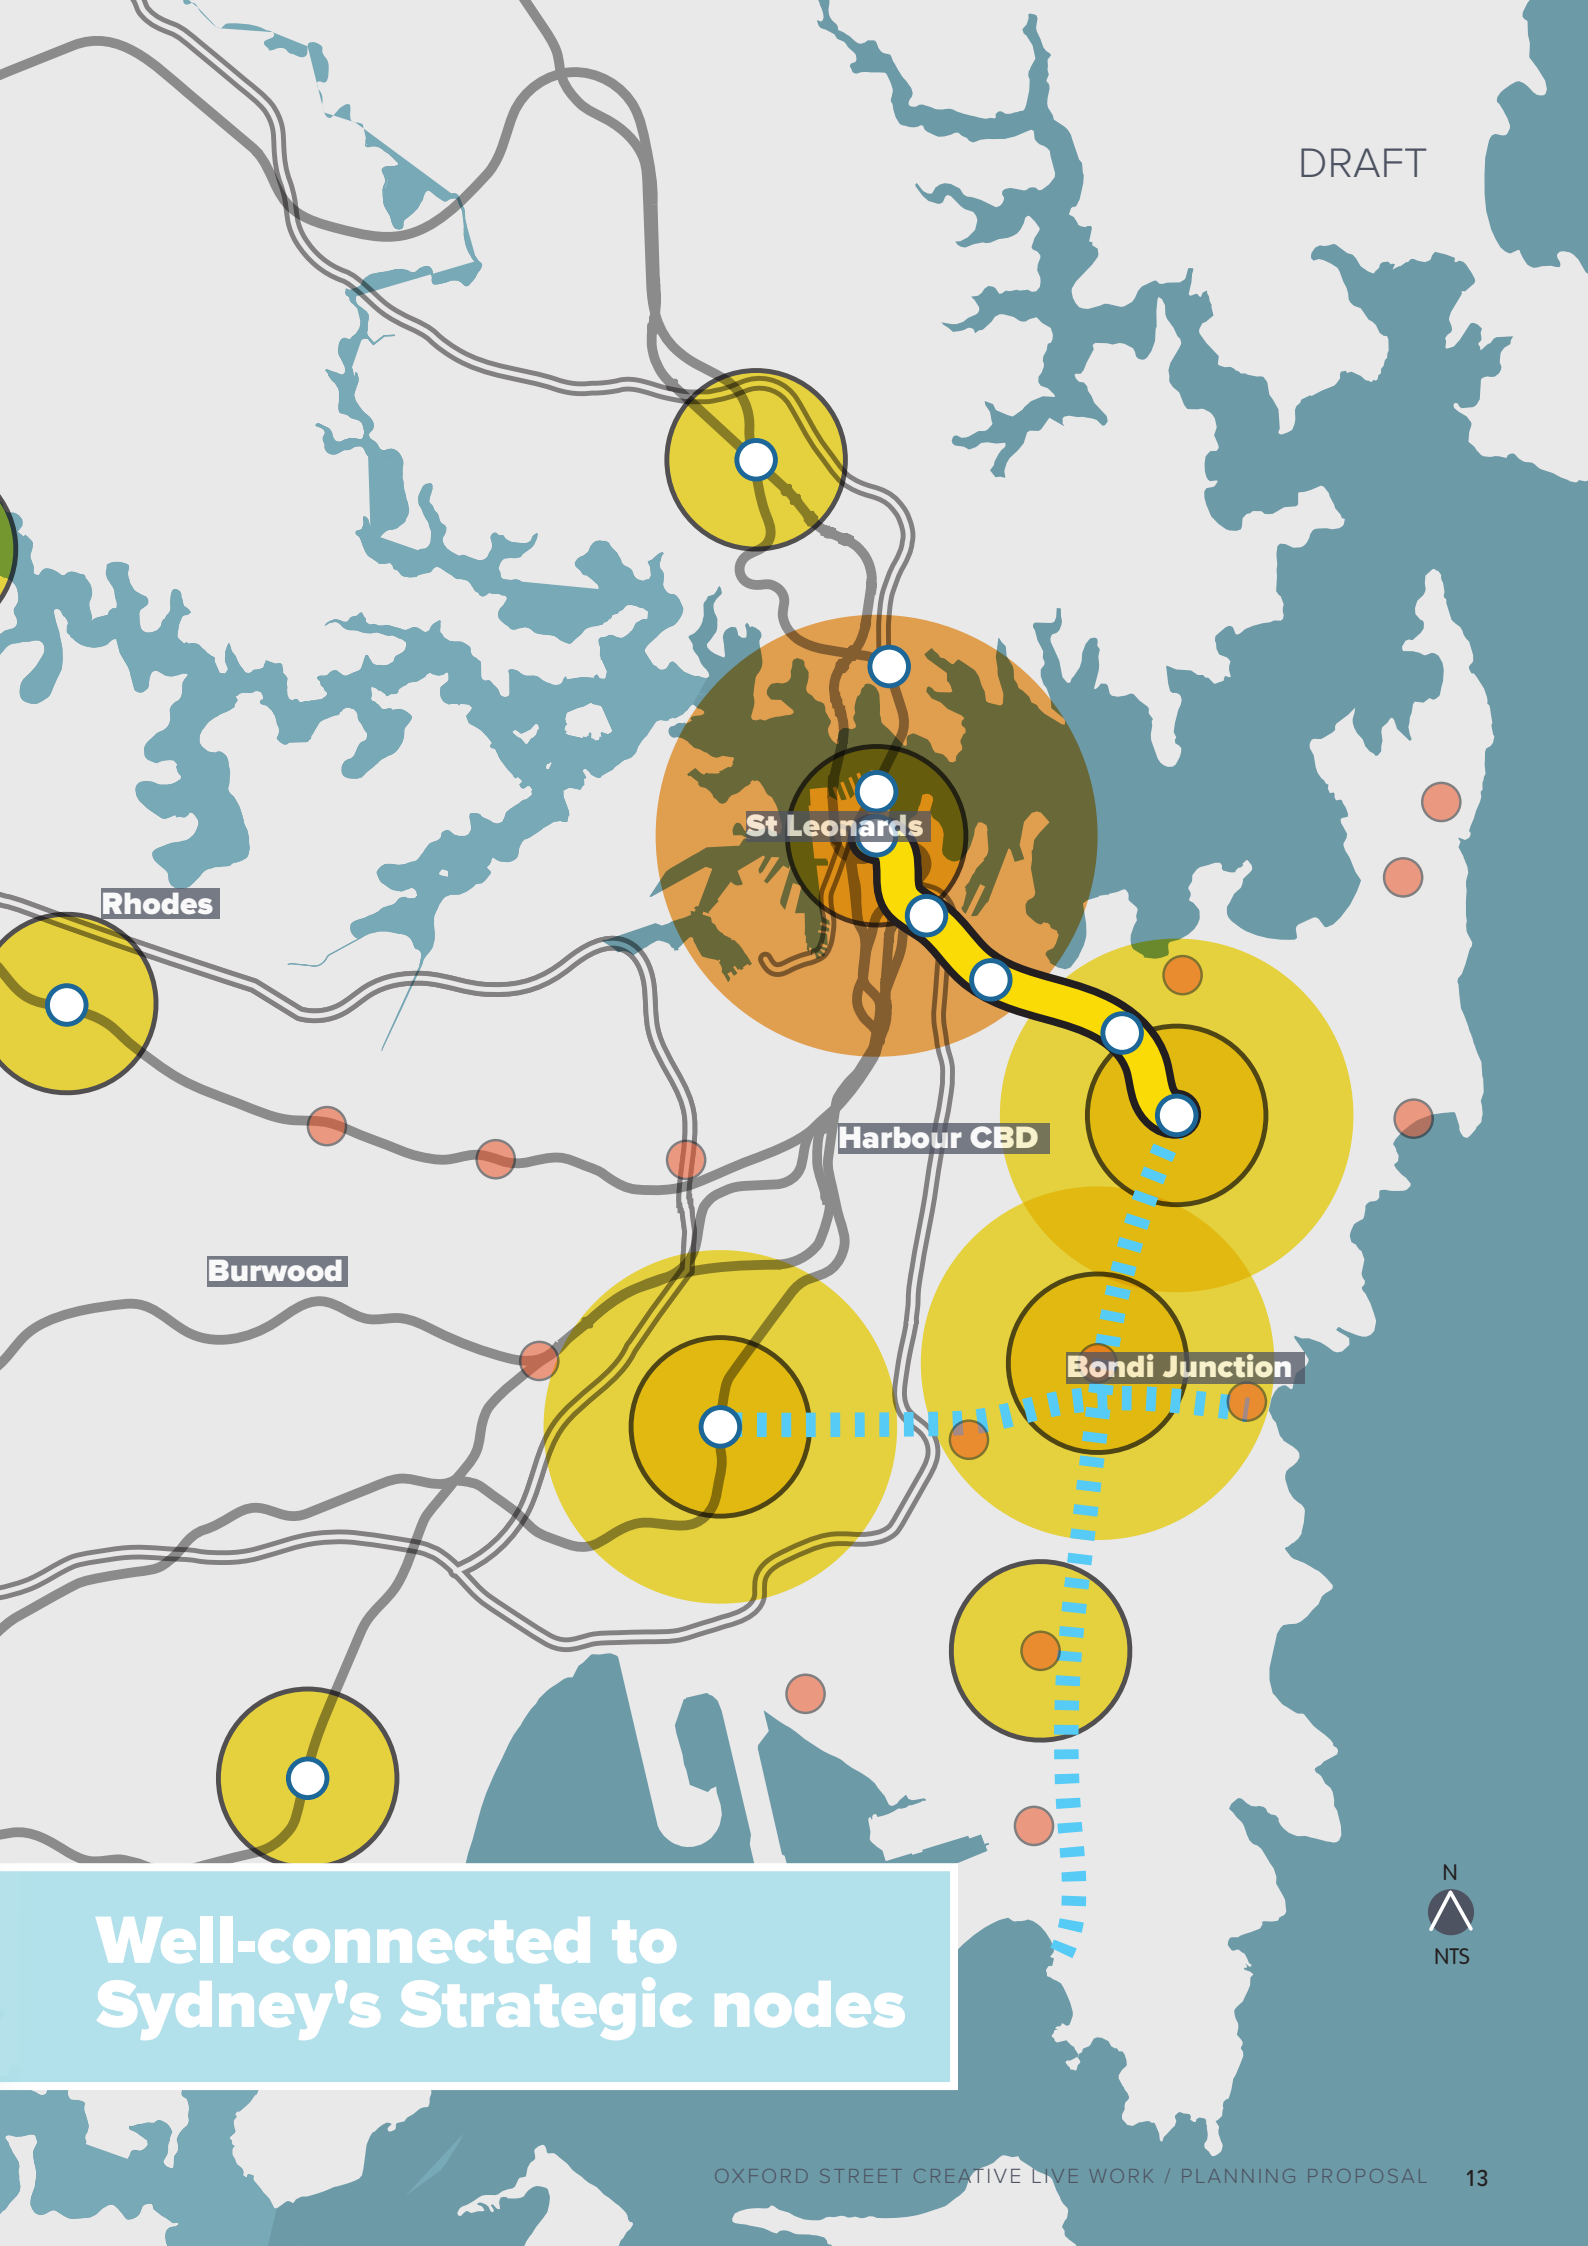 DRAFT
St Leonards
Rhodes
Harbour CBD
Burwood
Bondi Junction
N
NTS
Well-connected to
Sydney's Strategic nodes
OXFORD STREET CREATIVE LIVE WORK / PLANNING PROPOSAL 13